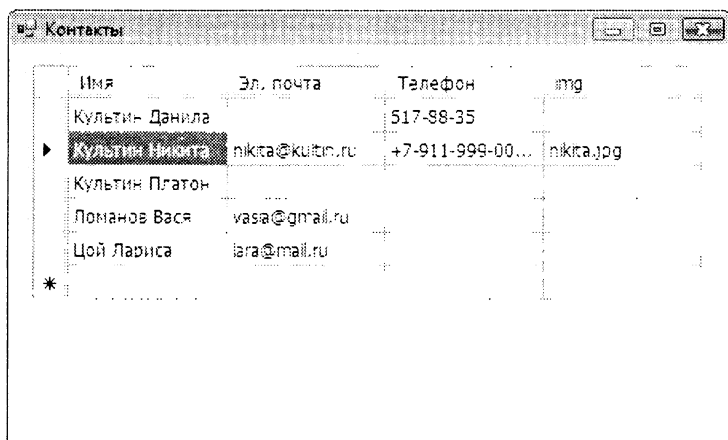 Контакты
Имя Эл. почта Телефон img
Культин Данила 517-88-35
Культин Никита nikita@kultin.ru +7-911-999-00... nikita.jpg
Культин Платон
Ломанов Вася vasia@gmail.ru
Цой Лариса lara@mail.ru